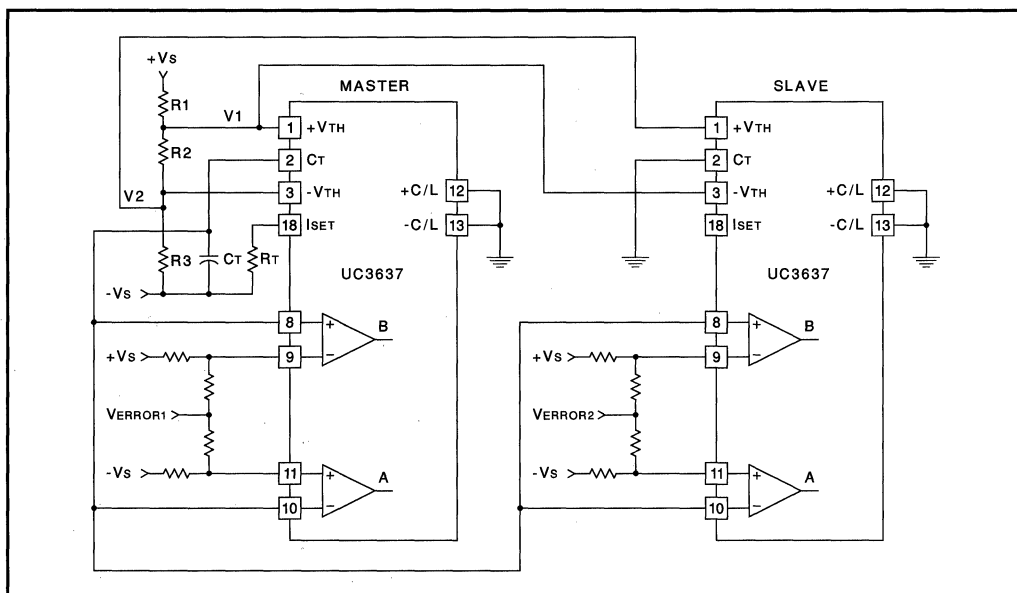 +Vs
R1
V1
R2
V2
R3
CT
RT
-Vs
MASTER
1 +VTH
2 CT
3 -VTH
18 ISET
+C/L 12
-C/L 13
UC3637
8 + B
9 -
11 + A
10 -
+Vs
VERROR1
-Vs
SLAVE
1 +VTH
2 CT
3 -VTH
18 ISET
+C/L 12
-C/L 13
UC3637
8 + B
9 -
11 + A
10 -
+Vs
VERROR2
-Vs